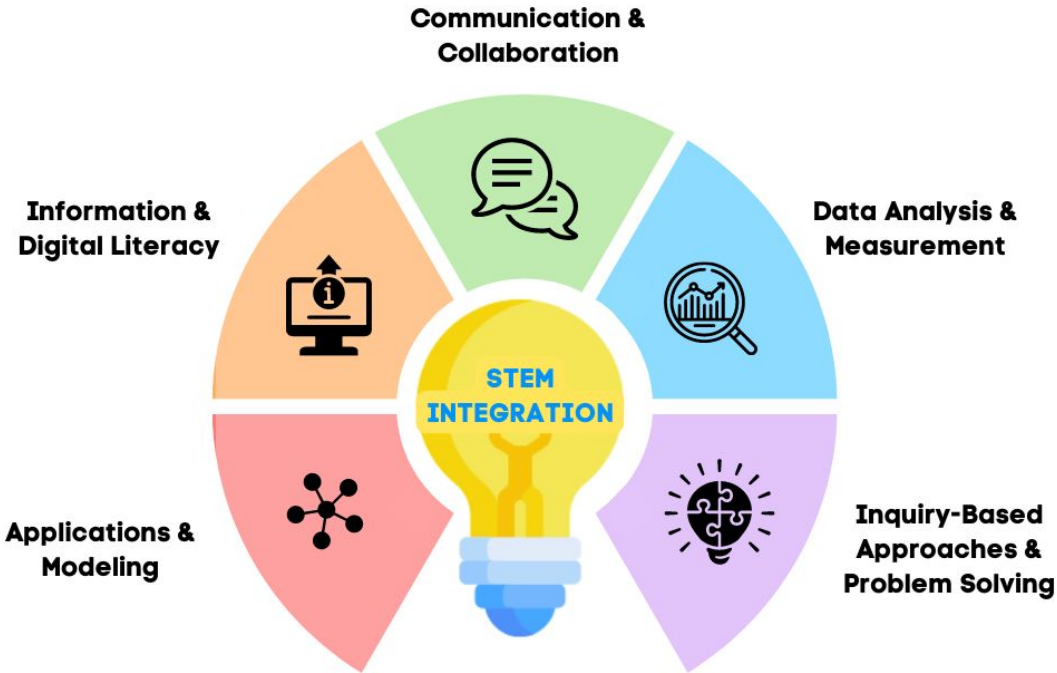 Communication &
Collaboration
Information &
Digital Literacy
Data Analysis &
Measurement
STEM
INTEGRATION
Applications &
Modeling
Inquiry-Based
Approaches &
Problem Solving